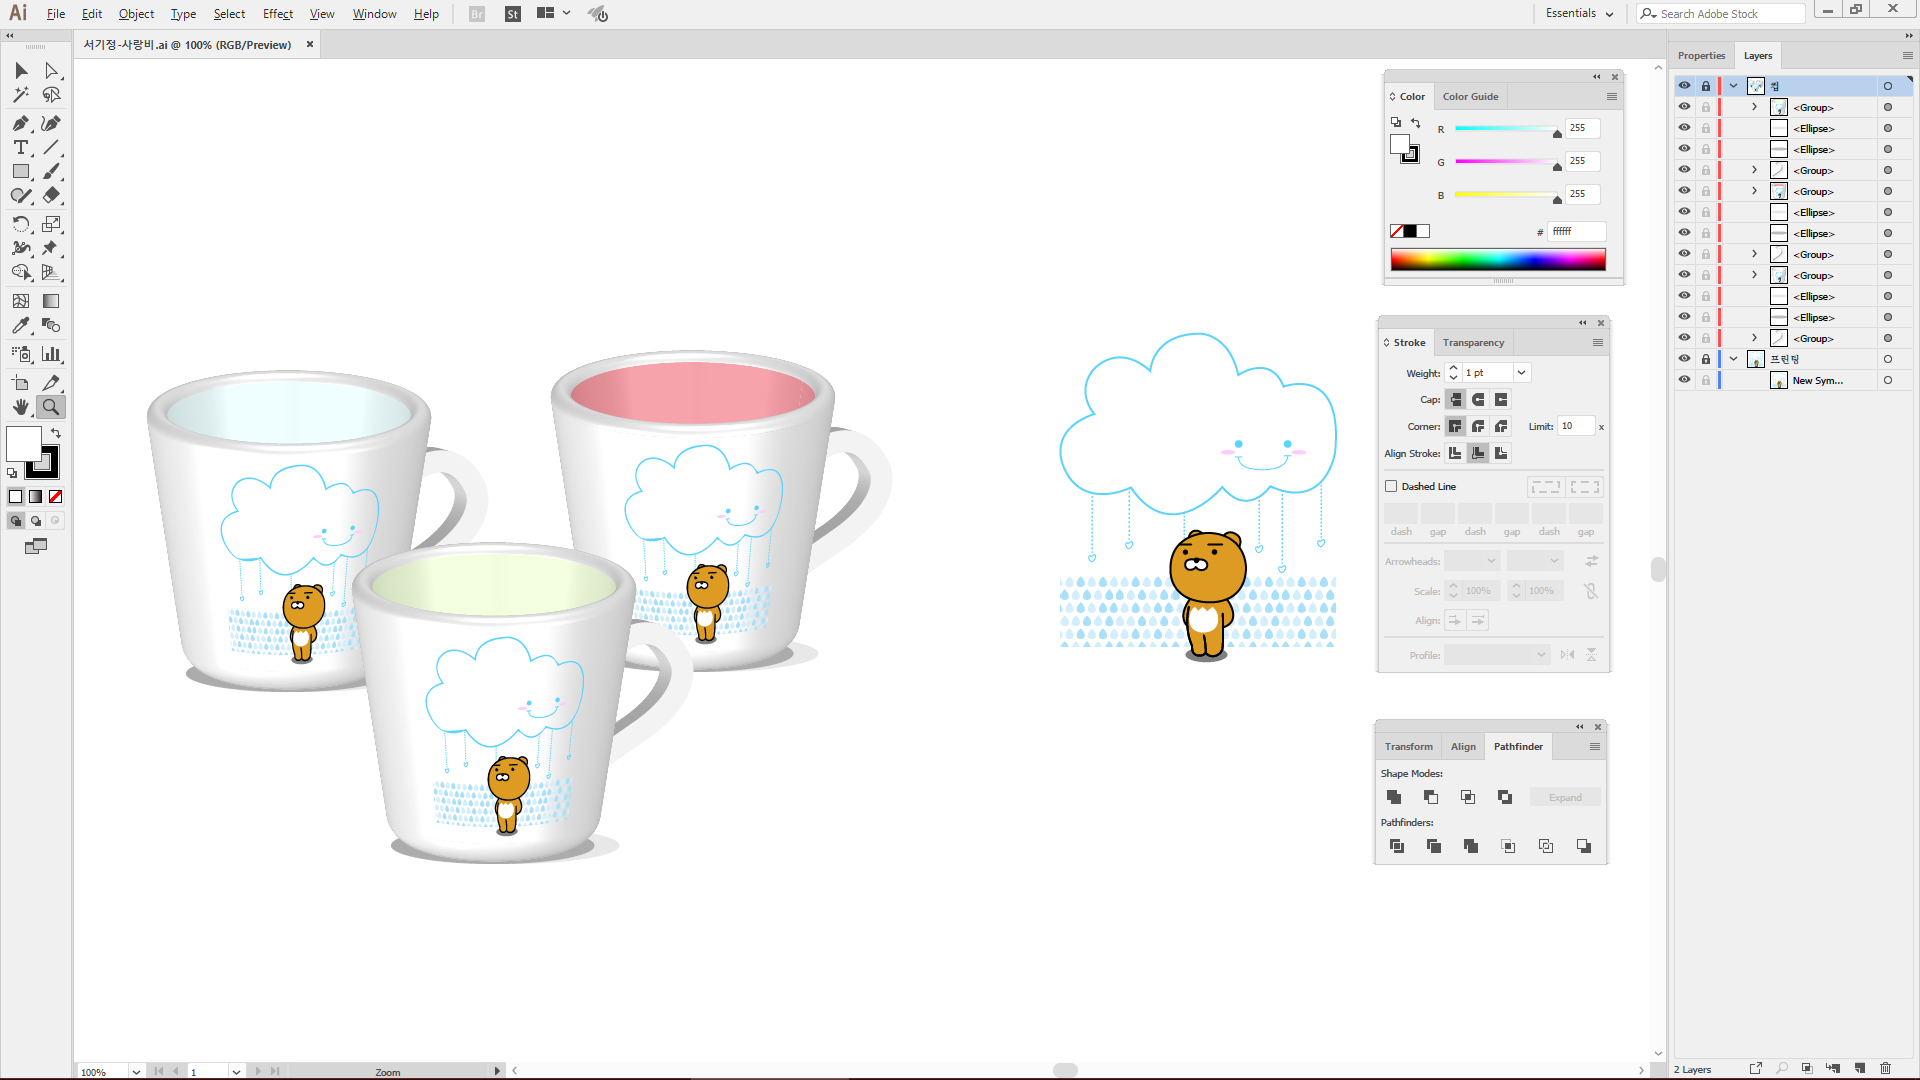 Ai File Edit Object Type Select Effect View Window Help Br St Essentials Search Adobe Stock
서기정-사랑비.ai @ 100% (RGB/Preview) ×
Color Color Guide
R 255
G 255
B 255
# ffffff
Stroke Transparency
Weight: 1 pt
Cap:
Corner: Limit: 10 x
Align Stroke:
Dashed Line
dash gap dash gap dash gap
Arrowheads:
Scale: 100% 100%
Align:
Profile:
Transform Align Pathfinder
Shape Modes:
Expand
Pathfinders:
Properties Layers
컵
<Group>
<Ellipse>
<Ellipse>
<Group>
<Group>
<Ellipse>
<Ellipse>
<Group>
<Group>
<Ellipse>
<Ellipse>
<Group>
프린팅
New Sym...
100% 1 Zoom
2 Layers